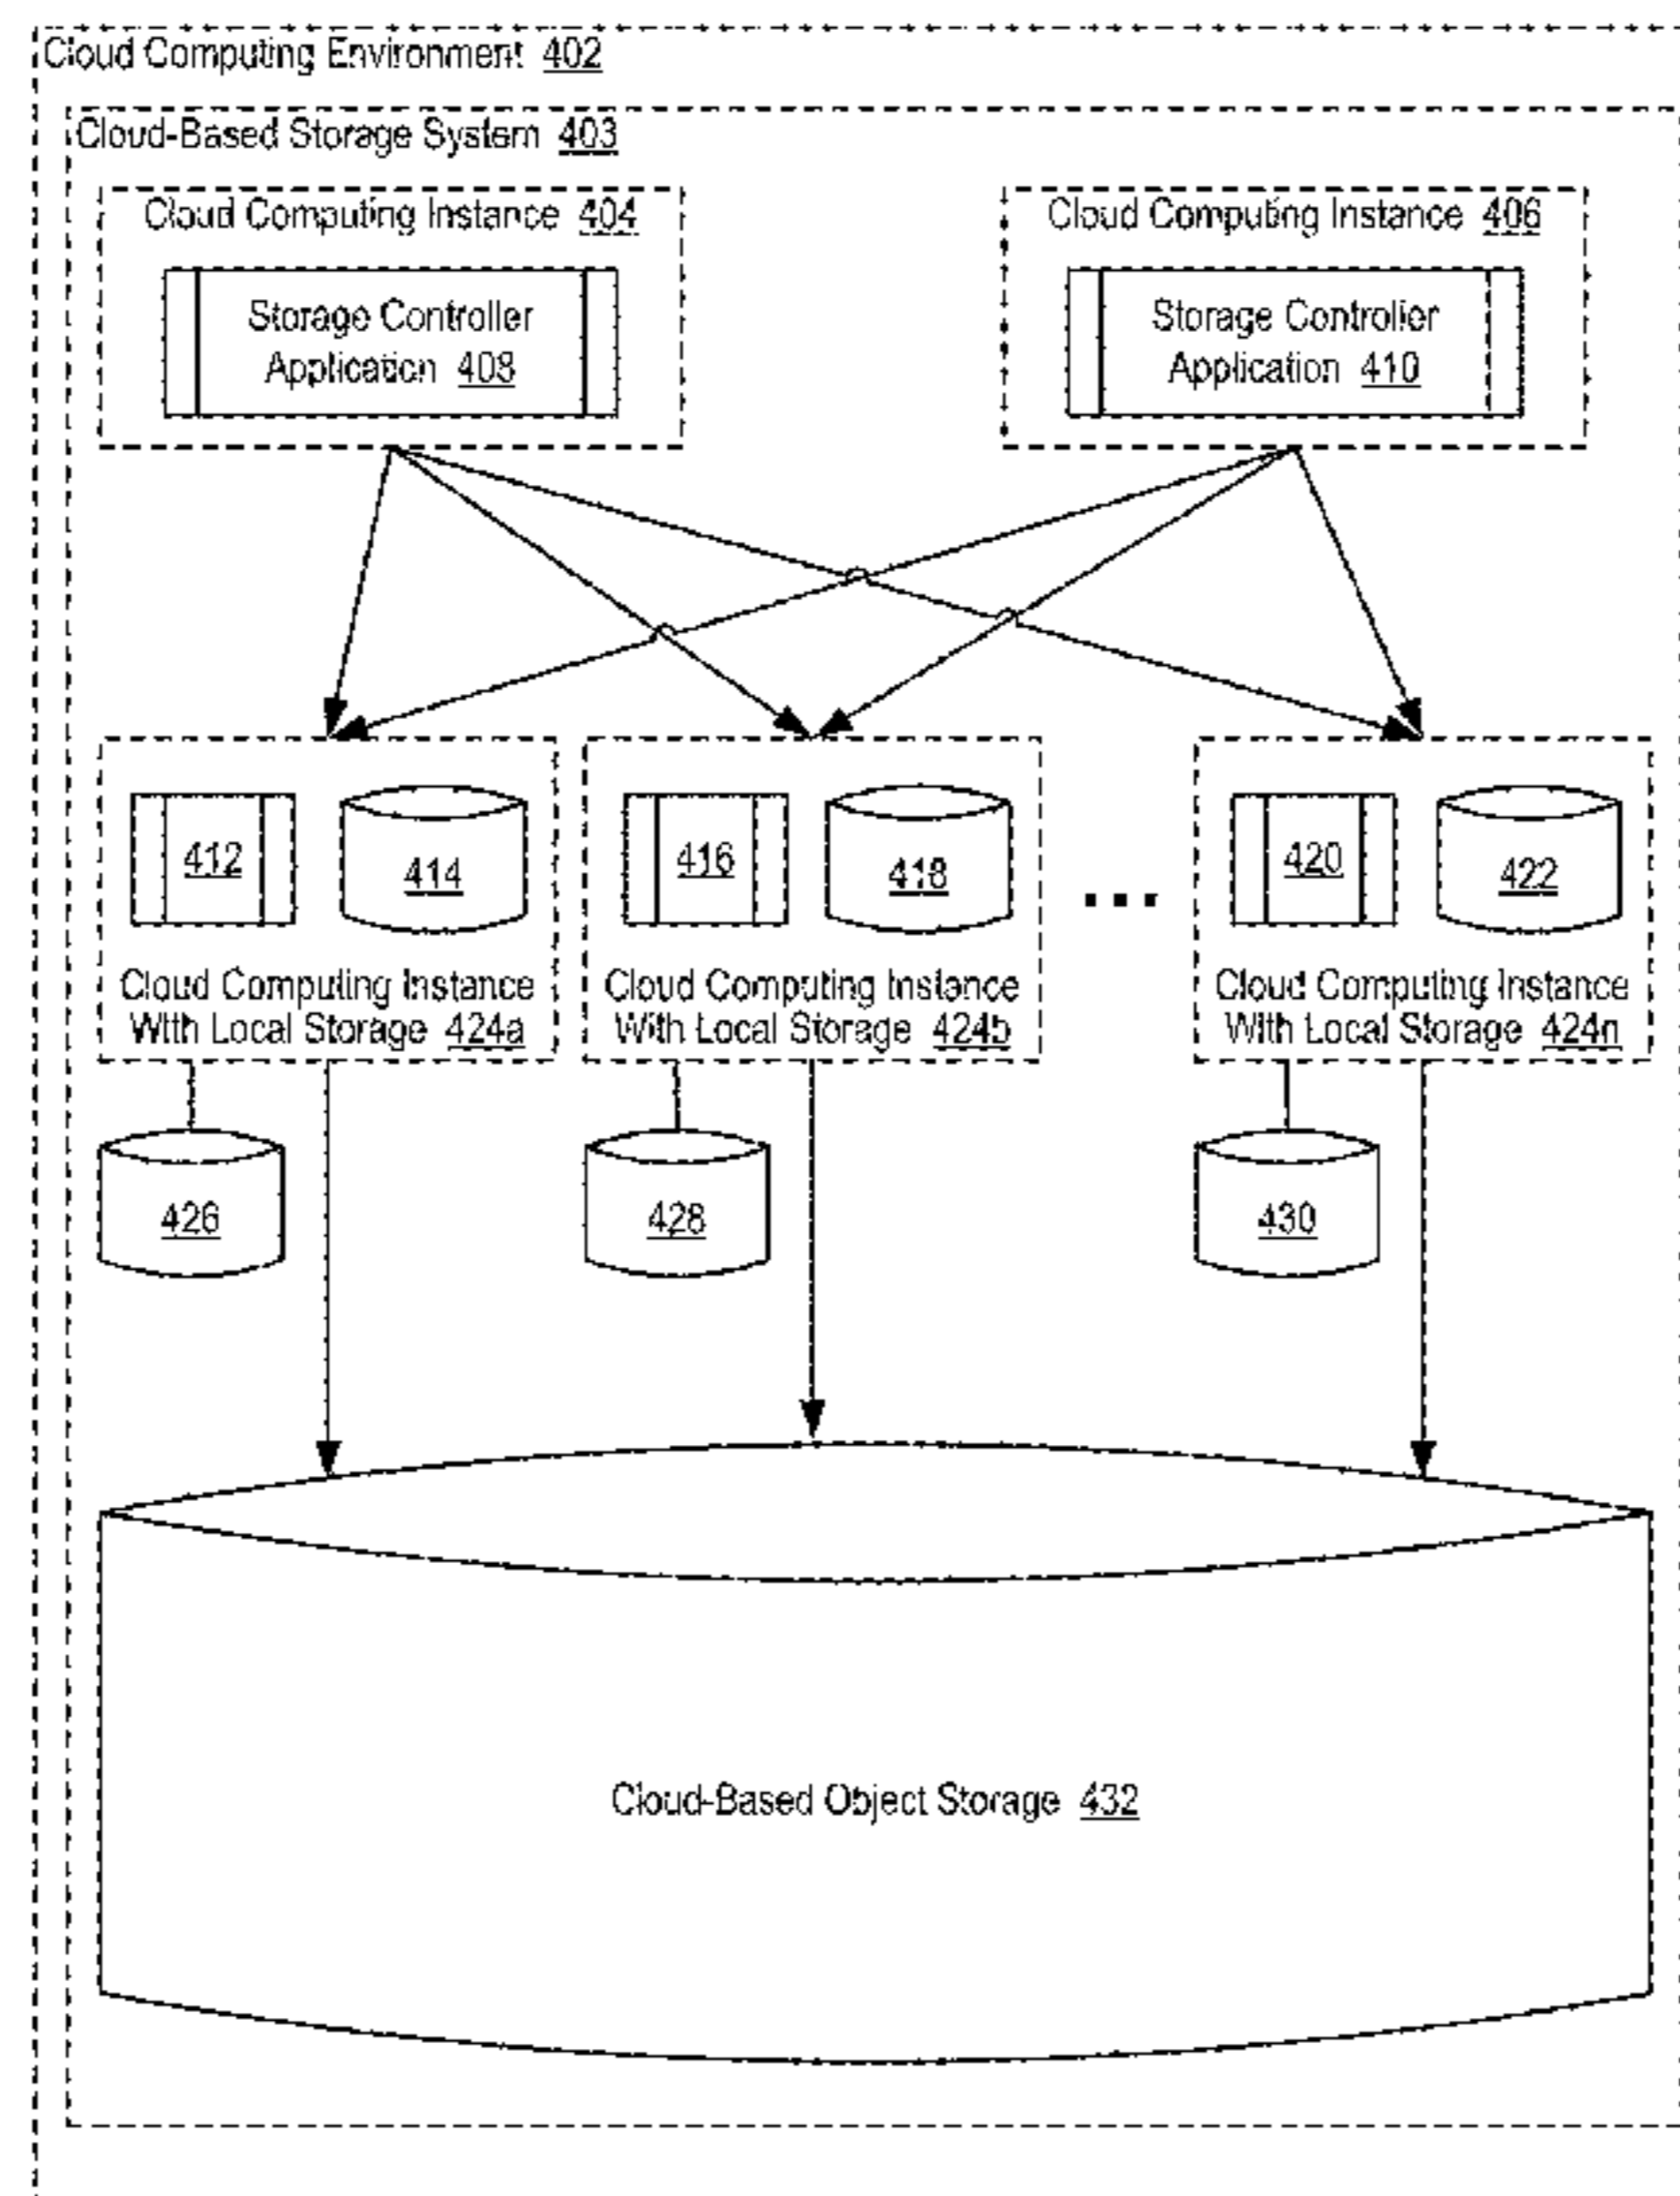 Cloud Computing Environment 402
Cloud-Based Storage System 403
Cloud Computing Instance 404
Storage Controller
Application 408
Cloud Computing Instance 406
Storage Controller
Application 410
412
414
Cloud Computing Instance
With Local Storage 424a
416
418
Cloud Computing Instance
With Local Storage 424b
...
420
422
Cloud Computing Instance
With Local Storage 424n
426
428
430
Cloud-Based Object Storage 432